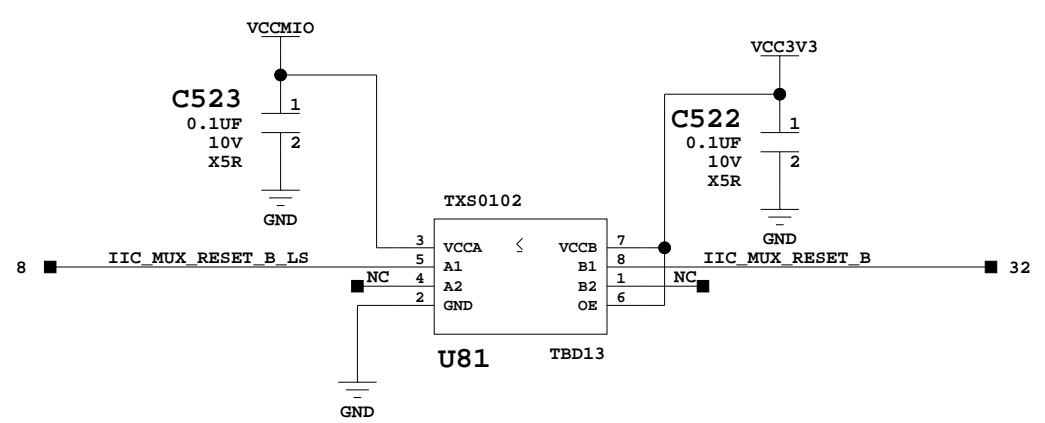 VCCMIO
VCC3V3
C523
1
0.1UF
10V
2
X5R
C522
1
0.1UF
10V
2
X5R
GND
GND
TXS0102
3
VCCA
≤
VCCB
7
8
IIC_MUX_RESET_B_LS
5
A1
B1
8
IIC_MUX_RESET_B
32
NC
4
A2
B2
1
NC
2
GND
OE
6
U81
TBD13
GND